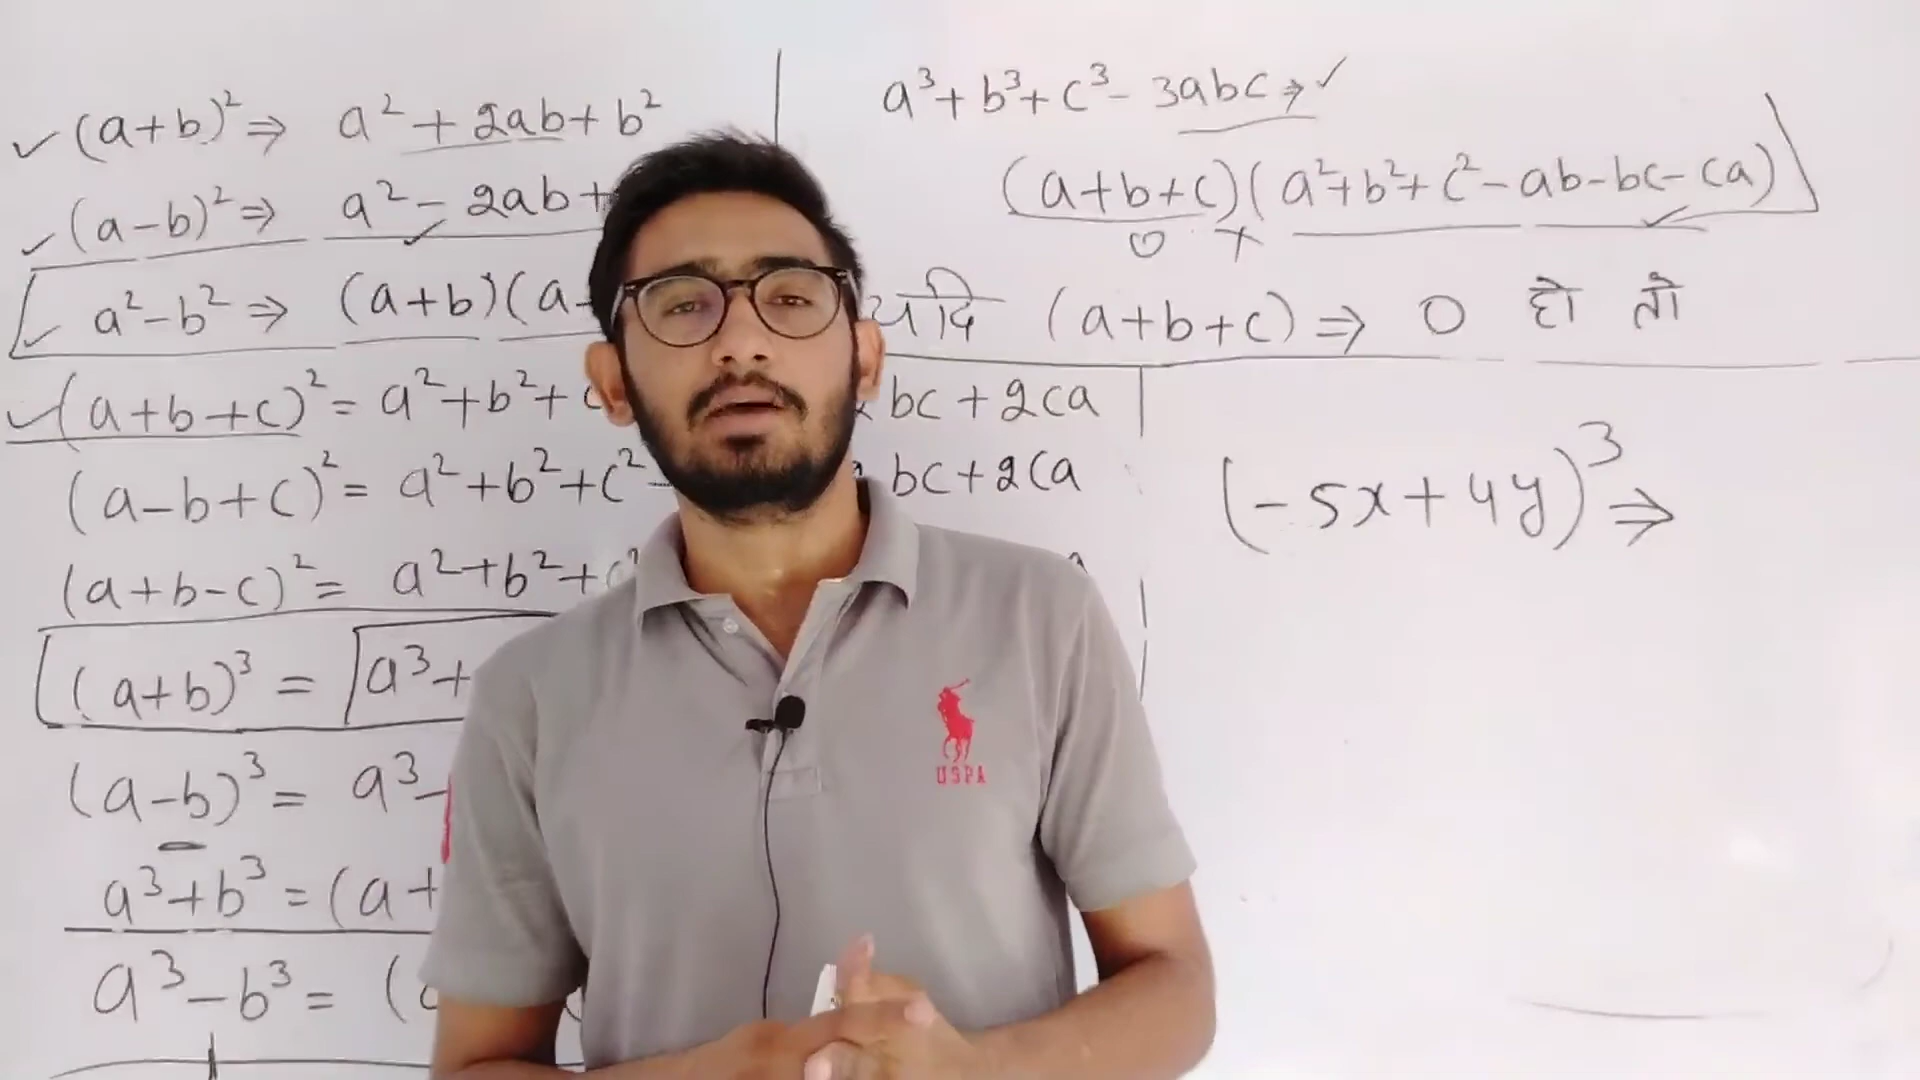 (a+b)² ⇒ a² + 2ab + b²
(a-b)² ⇒ a² - 2ab +
a²-b² ⇒ (a+b)(a-
(a+b+c)² = a²+b²+ bc + 2ca
(a-b+c)² = a²+b²+c² bc+2ca
(a+b-c)² = a²+b²+
(a+b)³ = a³+
(a-b)³ = a³-
a³+b³ = (a+
a³-b³ = (
a³+b³+c³-3abc ⇒ ✓
(a+b+c)(a²+b²+c²-ab-bc-ca)
0 ×
यदि (a+b+c) ⇒ 0 हो तो
(-5x+4y)³ ⇒
USPA